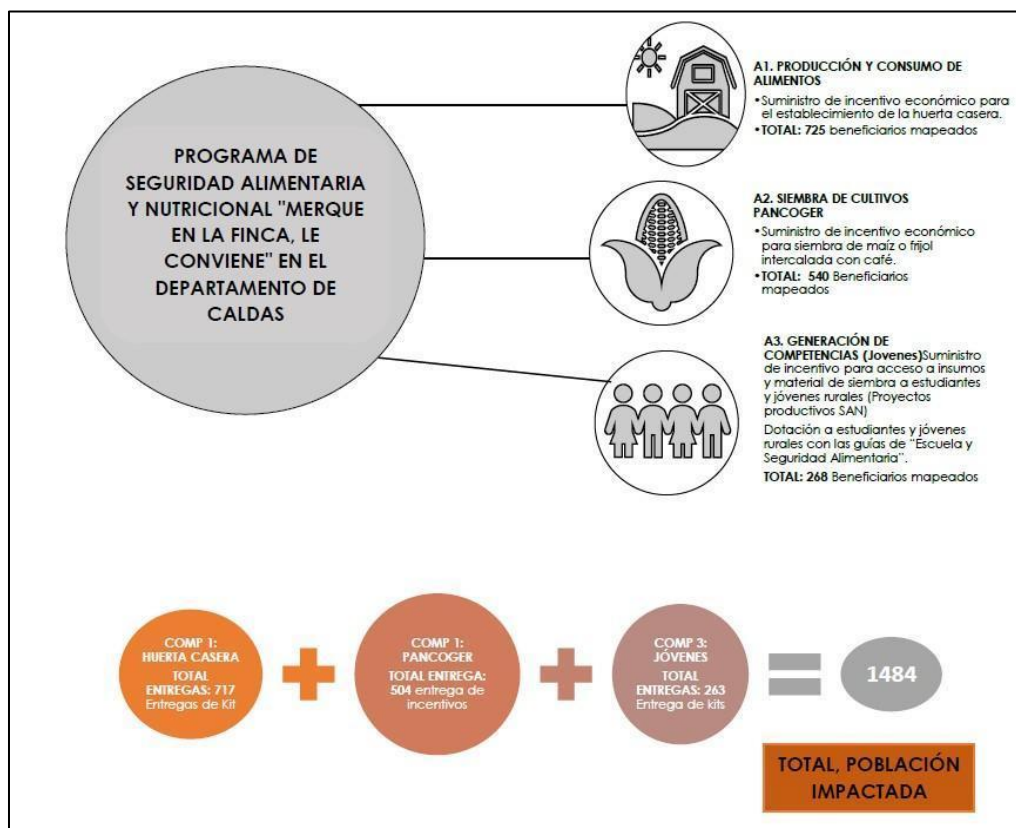 PROGRAMA DE
SEGURIDAD ALIMENTARIA
Y NUTRICIONAL "MERQUE
EN LA FINCA, LE
CONVIENE" EN EL
DEPARTAMENTO DE
CALDAS
A1. PRODUCCIÓN Y CONSUMO DE
ALIMENTOS
•Suministro de incentivo económico para
el establecimiento de la huerta casera.
•TOTAL: 725 beneficiarios mapeados
A2. SIEMBRA DE CULTIVOS
PANCOGER
•Suministro de incentivo económico
para siembra de maíz o frijol
intercalada con café.
•TOTAL: 540 Beneficiarios
mapeados
A3. GENERACIÓN DE
COMPETENCIAS (Jovenes)Suministro
de incentivo para acceso a insumos
y material de siembra a estudiantes
y jóvenes rurales (Proyectos
productivos SAN)
Dotación a estudiantes y jóvenes
rurales con las guías de "Escuela y
Seguridad Alimentaria".
TOTAL: 268 Beneficiarios mapeados
COMP 1:
HUERTA CASERA
TOTAL
ENTREGAS: 717
Entregas de Kit
COMP 1:
PANCOGER
TOTAL ENTREGA:
504 entrega de
incentivos
COMP 3:
JÓVENES
TOTAL
ENTREGAS: 263
Entrega de kits
1484
TOTAL, POBLACIÓN
IMPACTADA